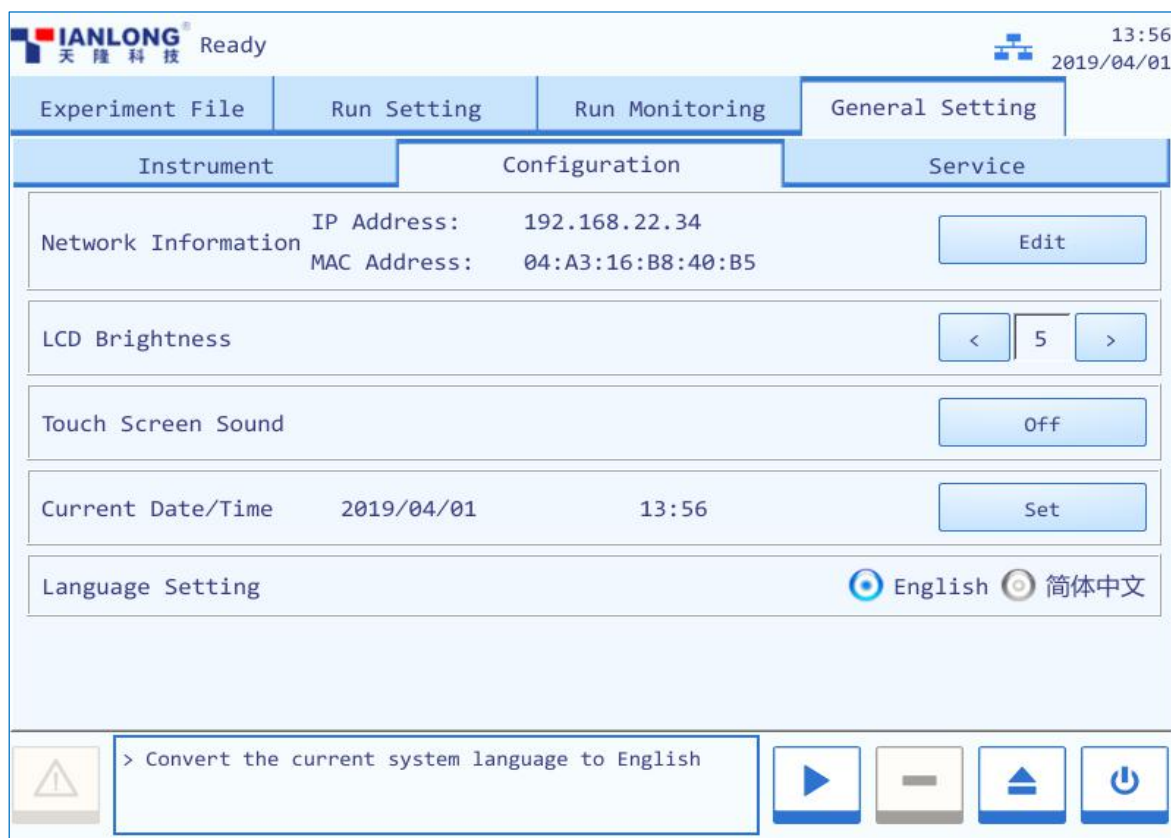 TIANLONG® Ready
天隆科技
13:56
2019/04/01
Experiment File Run Setting Run Monitoring General Setting
Instrument Configuration Service
Network Information
IP Address: 192.168.22.34
MAC Address: 04:A3:16:B8:40:B5
Edit
LCD Brightness < 5 >
Touch Screen Sound Off
Current Date/Time 2019/04/01 13:56 Set
Language Setting English 简体中文
> Convert the current system language to English